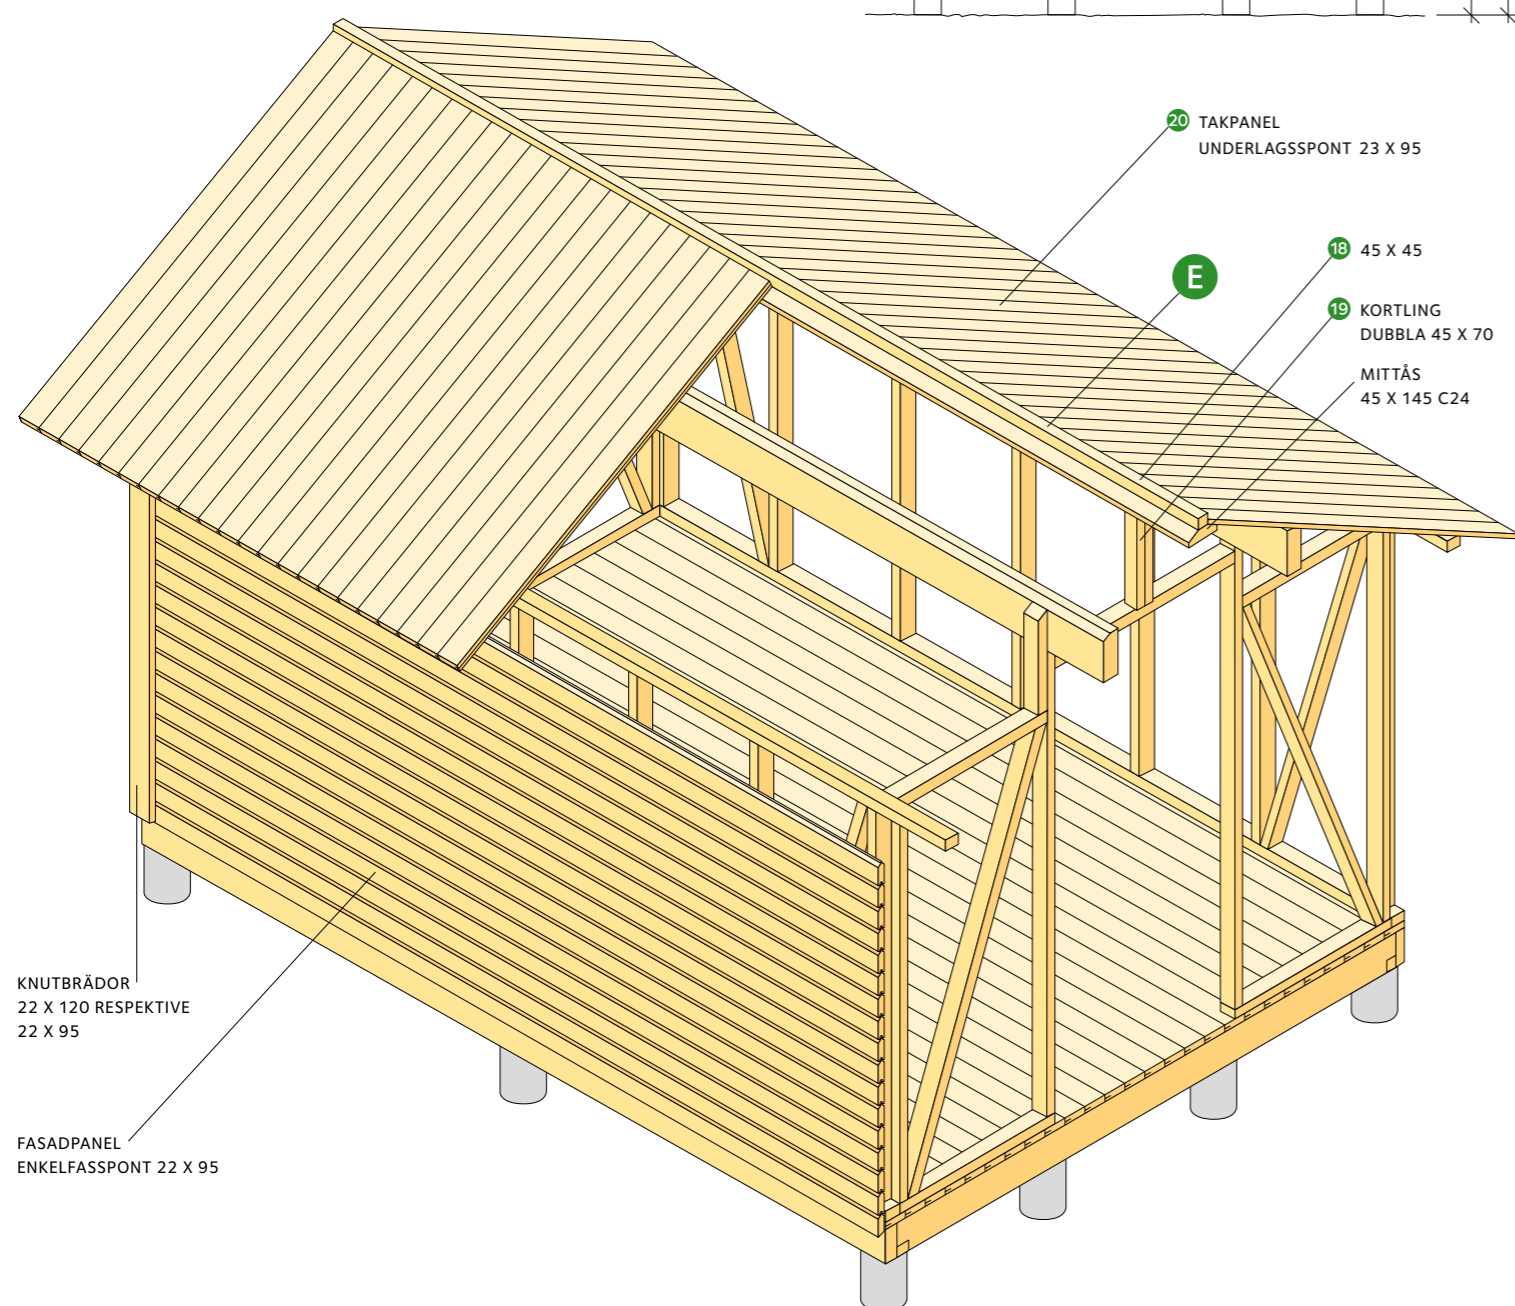 20 TAKPANEL
UNDERLAGSSPONT 23 X 95
18 45 X 45
E
19 KORTLING
DUBBLA 45 X 70
MITTÅS
45 X 145 C24
KNUTBRÄDOR
22 X 120 RESPEKTIVE
22 X 95
FASADPANEL
ENKELFASSPONT 22 X 95